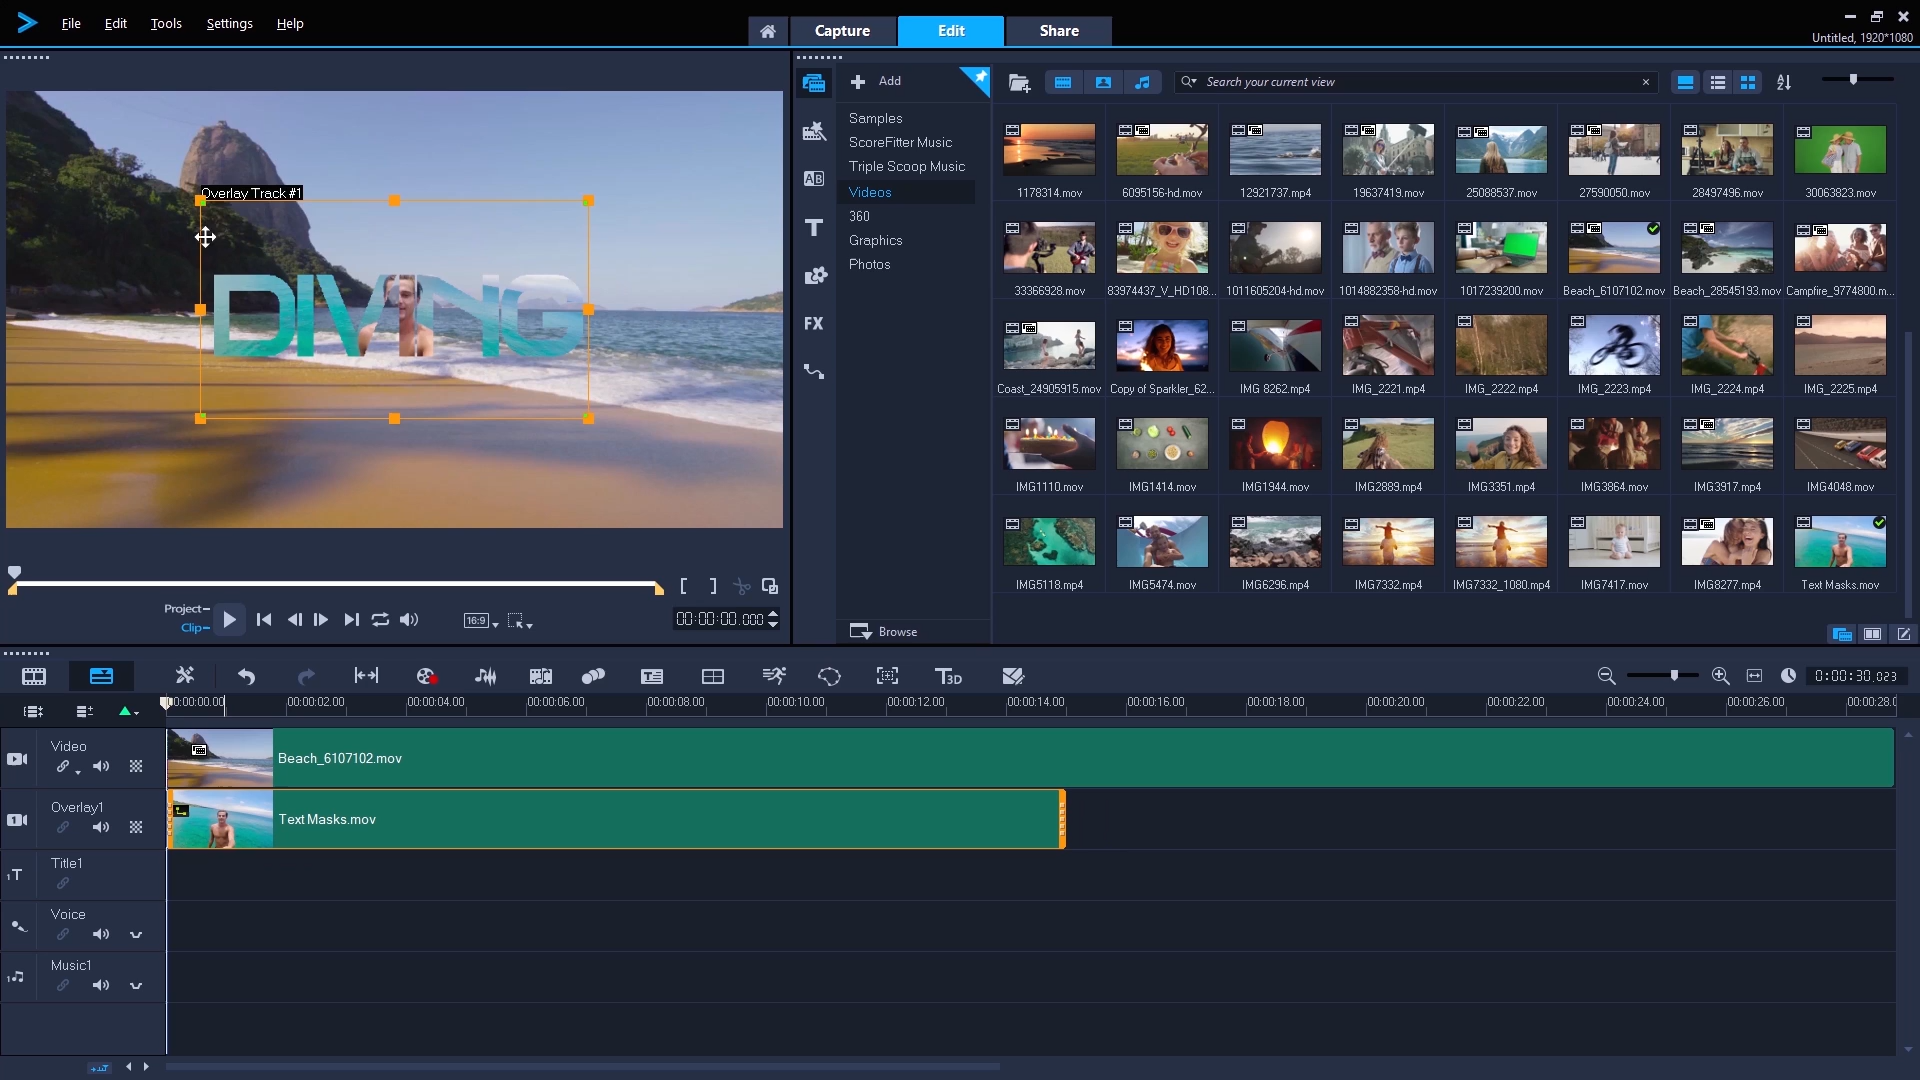 File Edit Tools Settings Help
Capture Edit Share
Untitled, 1920*1080
Overlay Track #1
DIVING
Project
Clip
16:9
00:00:00.000
Add
Samples
ScoreFitter Music
Triple Scoop Music
Videos
360
Graphics
Photos
Browse
AB
T
FX
Search your current view
1178314.mov 6095156-hd.mov 12921737.mp4 19637419.mov 25088537.mov 27590050.mov 28497496.mov 30063823.mov
33366928.mov 83974437_V_HD108... 1011605204-hd.mov 1014882358-hd.mov 1017239200.mov Beach_6107102.mov Beach_28545193.mov Campfire_9774800.m...
Coast_24905915.mov Copy of Sparkler_62... IMG 8262.mp4 IMG_2221.mp4 IMG_2222.mp4 IMG_2223.mp4 IMG_2224.mp4 IMG_2225.mp4
IMG1110.mov IMG1414.mov IMG1944.mov IMG2889.mp4 IMG3351.mp4 IMG3864.mov IMG3917.mp4 IMG4048.mov
IMG5118.mp4 IMG5474.mov IMG6296.mp4 IMG7332.mp4 IMG7332_1080.mp4 IMG7417.mov IMG8277.mp4 Text Masks.mov
T3D
0:00:30.023
00:00:00.00 00:00:02.00 00:00:04.00 00:00:06.00 00:00:08.00 00:00:10.00 00:00:12.00 00:00:14.00 00:00:16.00 00:00:18.00 00:00:20.00 00:00:22.00 00:00:24.00 00:00:26.00 00:00:28.0
Video
Beach_6107102.mov
Overlay1
Text Masks.mov
Title1
Voice
Music1